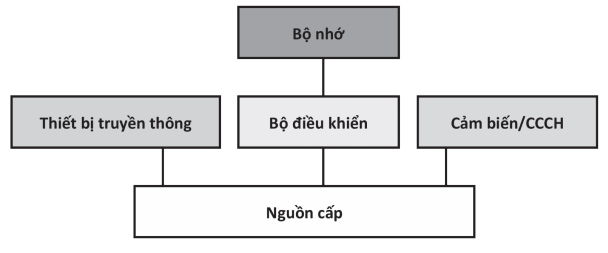 Bộ nhớ
Thiết bị truyền thông
Bộ điều khiển
Cảm biến/CCCH
Nguồn cấp